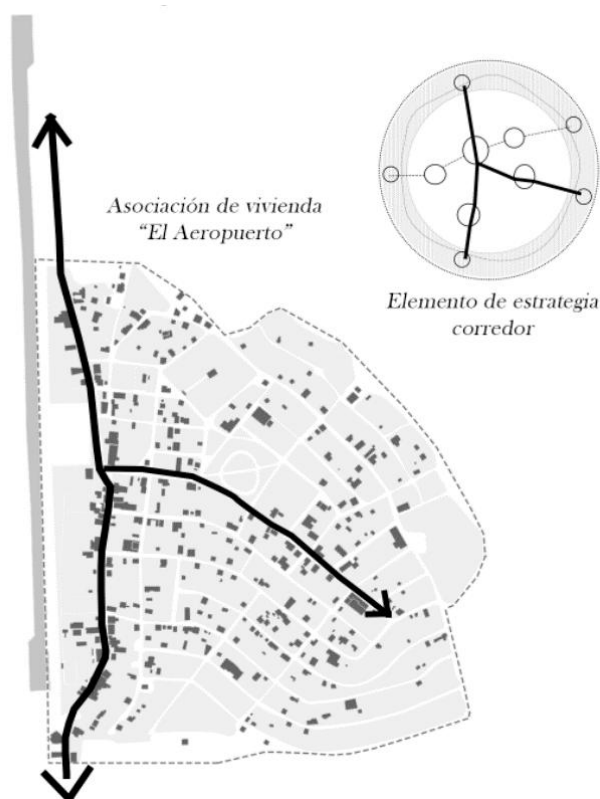 Asociación de vivienda
“El Aeropuerto”
Elemento de estrategia
corredor